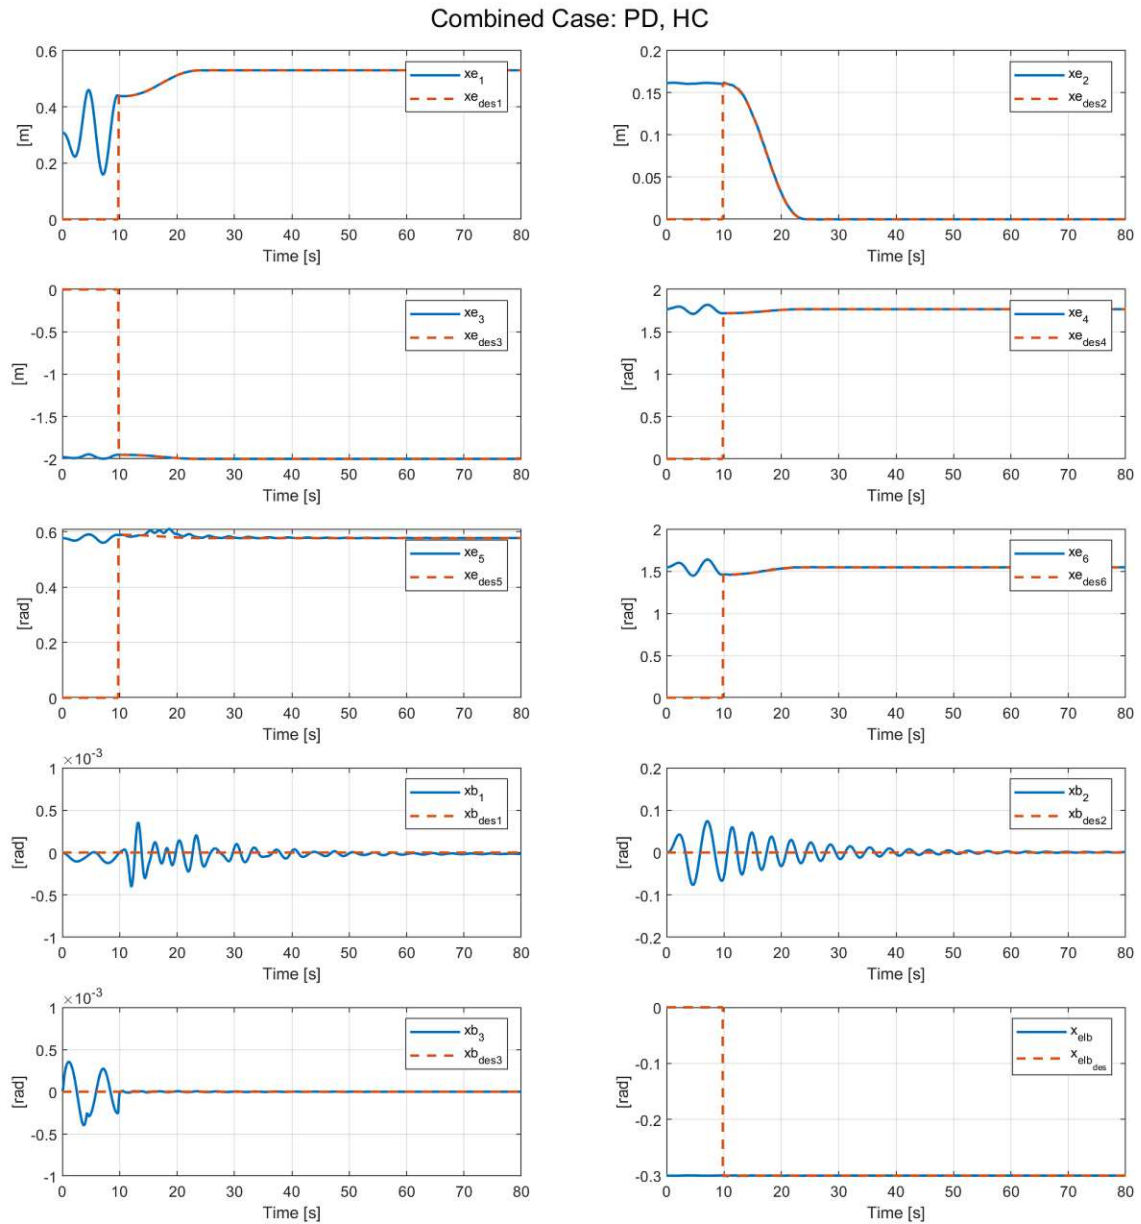 Combined Case: PD, HC
0.6
0.4
0.2
0
[m]
xe1
xedes1
0 10 20 30 40 50 60 70 80
Time [s]
0.2
0.15
0.1
0.05
0
[m]
xe2
xedes2
0 10 20 30 40 50 60 70 80
Time [s]
0
-0.5
-1
-1.5
-2
[m]
xe3
xedes3
0 10 20 30 40 50 60 70 80
Time [s]
2
1.5
1
0.5
0
[rad]
xe4
xedes4
0 10 20 30 40 50 60 70 80
Time [s]
0.6
0.4
0.2
0
[rad]
xe5
xedes5
0 10 20 30 40 50 60 70 80
Time [s]
2
1.5
1
0.5
0
[rad]
xe6
xedes6
0 10 20 30 40 50 60 70 80
Time [s]
×10-3
1
0.5
0
-0.5
-1
[rad]
xb1
xbdes1
0 10 20 30 40 50 60 70 80
Time [s]
0.2
0.1
0
-0.1
-0.2
[rad]
xb2
xbdes2
0 10 20 30 40 50 60 70 80
Time [s]
×10-3
1
0.5
0
-0.5
-1
[rad]
xb3
xbdes3
0 10 20 30 40 50 60 70 80
Time [s]
0
-0.1
-0.2
-0.3
[rad]
xelb
xelbdes
0 10 20 30 40 50 60 70 80
Time [s]